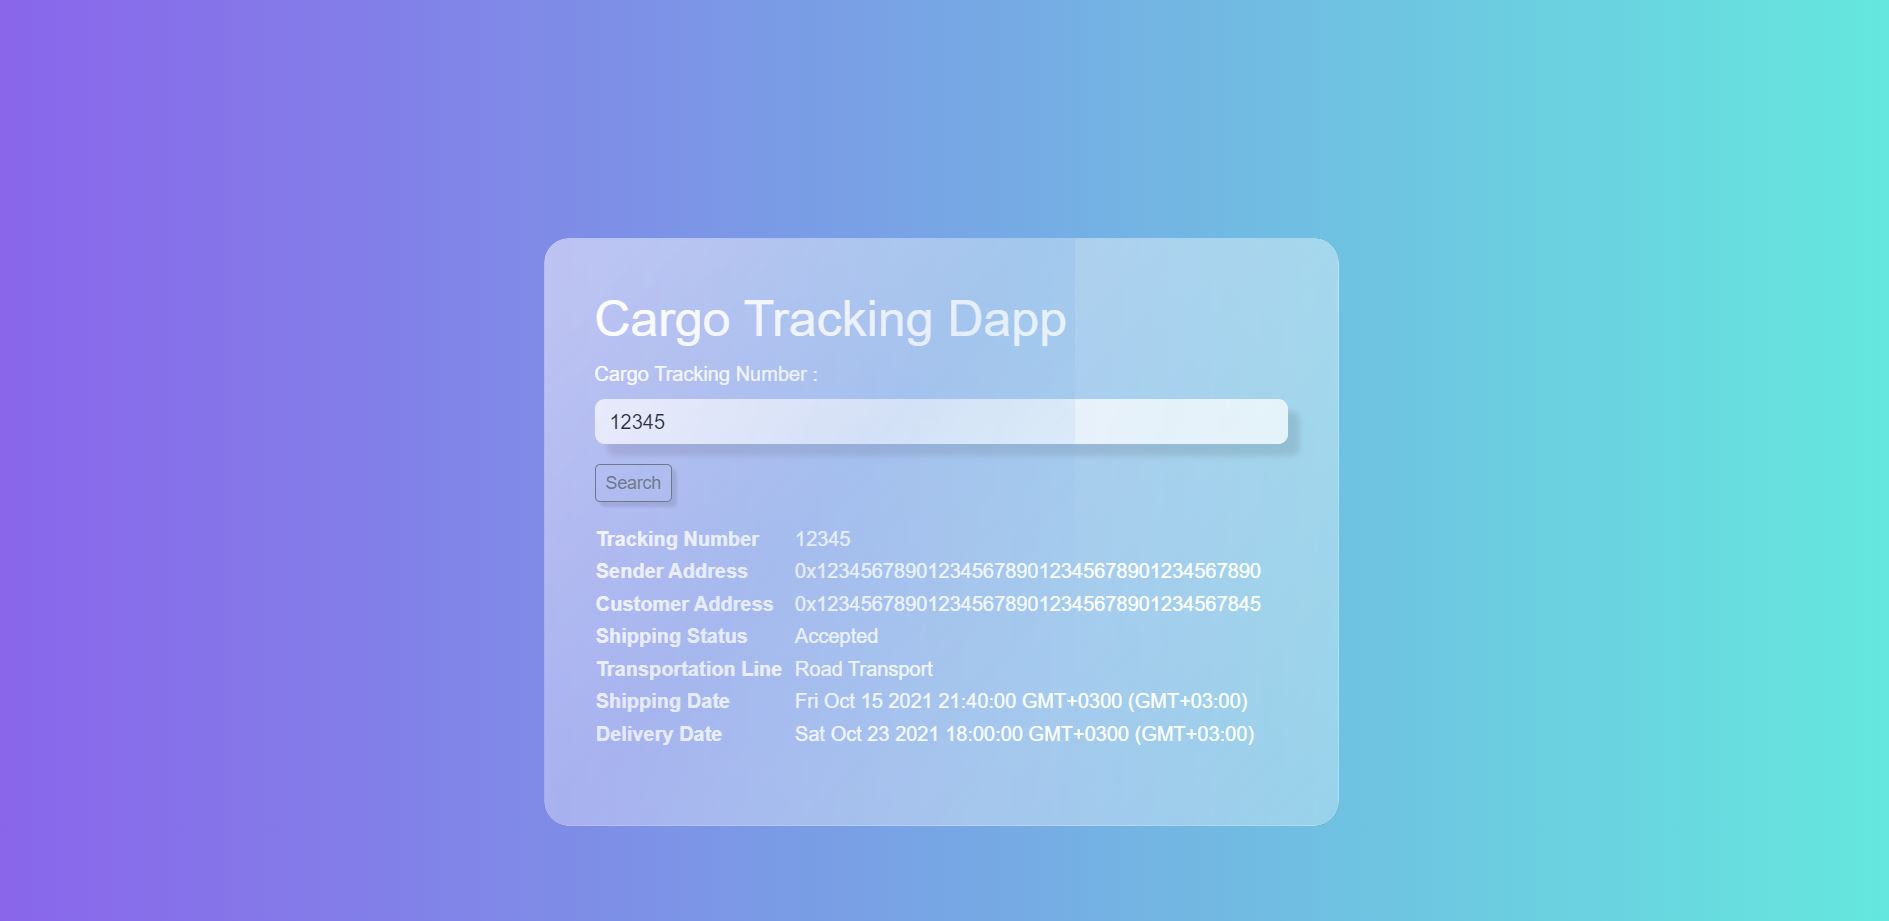 Cargo Tracking Dapp
Cargo Tracking Number :
12345
Search
Tracking Number 12345
Sender Address 0x1234567890123456789012345678901234567890
Customer Address 0x1234567890123456789012345678901234567845
Shipping Status Accepted
Transportation Line Road Transport
Shipping Date Fri Oct 15 2021 21:40:00 GMT+0300 (GMT+03:00)
Delivery Date Sat Oct 23 2021 18:00:00 GMT+0300 (GMT+03:00)